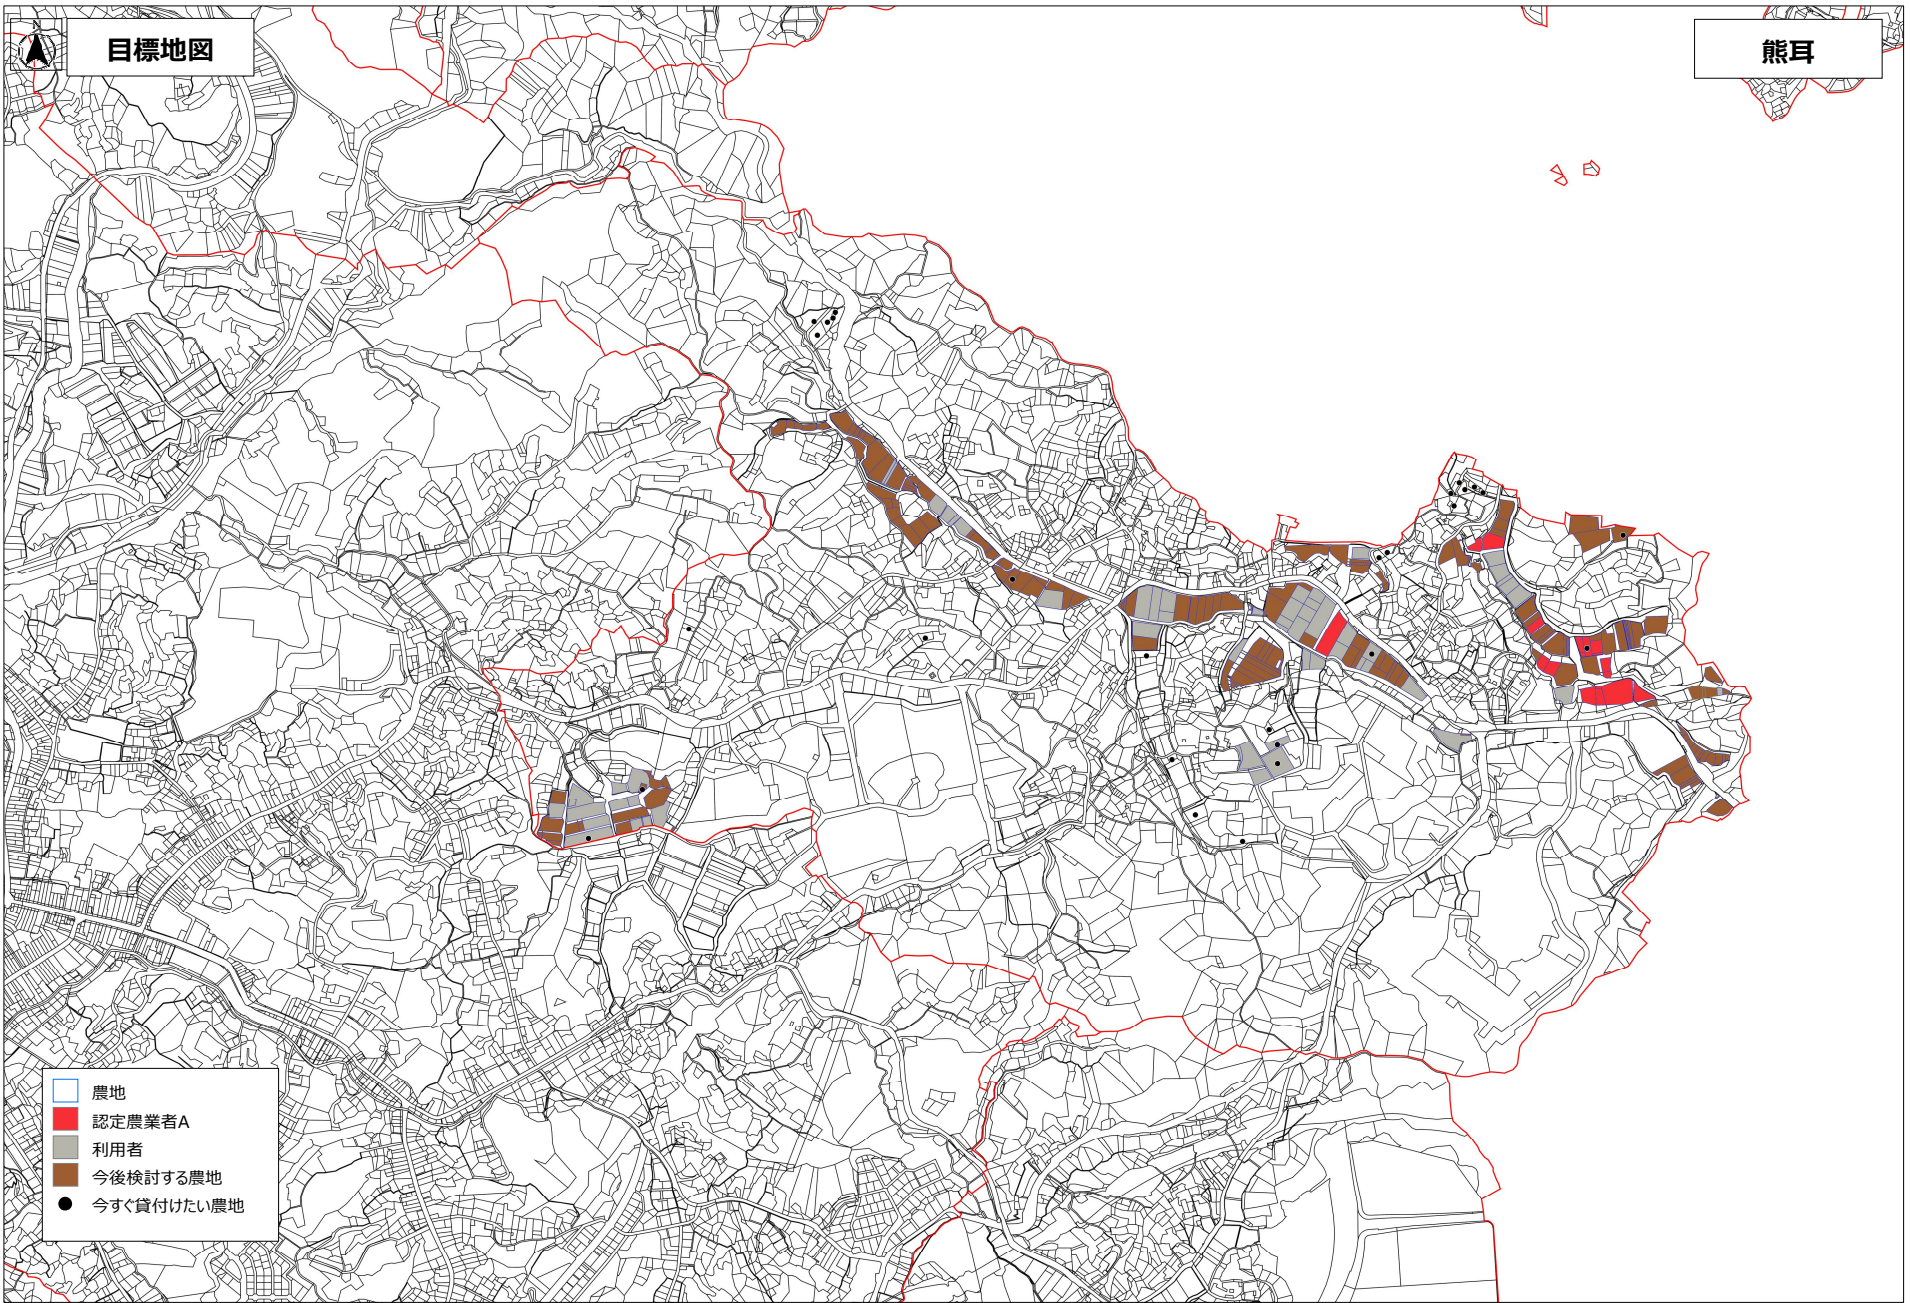 N
目標地図
熊耳
農地
認定農業者A
利用者
今後検討する農地
今すぐ貸付けたい農地